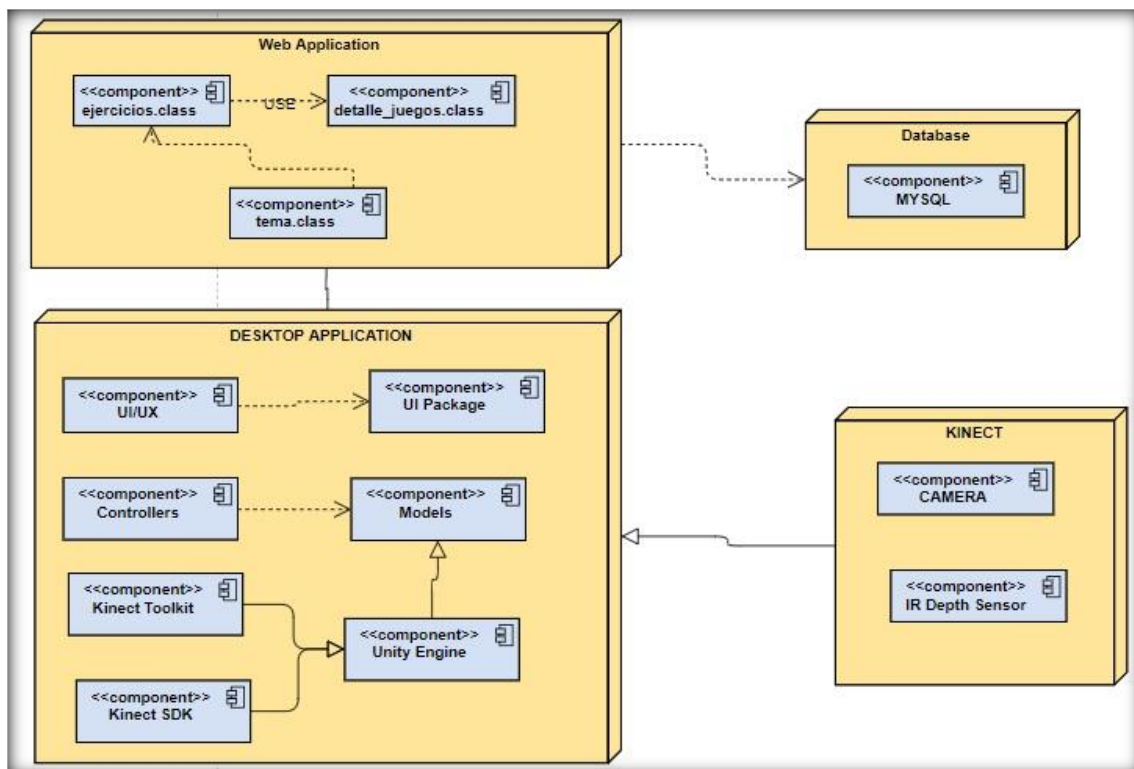 Web Application
<<component>>
ejercicios.class
USE
<<component>>
detalle_juegos.class
<<component>>
tema.class
Database
<<component>>
MYSQL
DESKTOP APPLICATION
<<component>>
UI/UX
<<component>>
UI Package
<<component>>
Controllers
<<component>>
Models
<<component>>
Kinect Toolkit
<<component>>
Unity Engine
<<component>>
Kinect SDK
KINECT
<<component>>
CAMERA
<<component>>
IR Depth Sensor